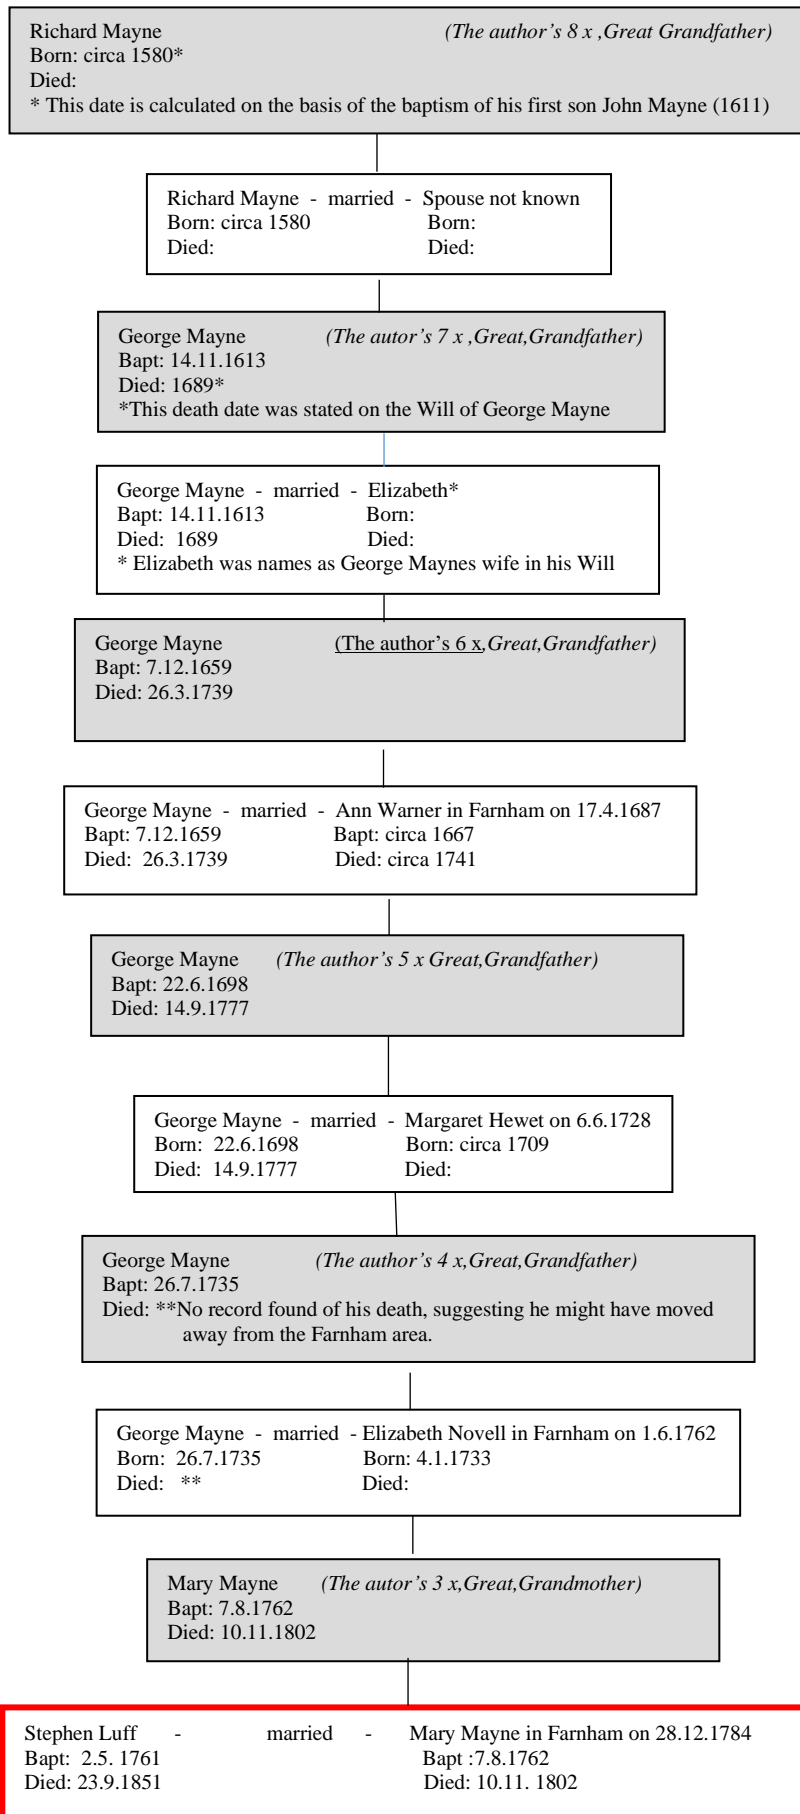 Richard Mayne (The author's 8 x ,Great Grandfather)
Born: circa 1580*
Died:
* This date is calculated on the basis of the baptism of his first son John Mayne (1611)
Richard Mayne - married - Spouse not known
Born: circa 1580 Born:
Died: Died:
George Mayne (The autor's 7 x ,Great,Grandfather)
Bapt: 14.11.1613
Died: 1689*
*This death date was stated on the Will of George Mayne
George Mayne - married - Elizabeth*
Bapt: 14.11.1613 Born:
Died: 1689 Died:
* Elizabeth was names as George Maynes wife in his Will
George Mayne (The author's 6 x,Great,Grandfather)
Bapt: 7.12.1659
Died: 26.3.1739
George Mayne - married - Ann Warner in Farnham on 17.4.1687
Bapt: 7.12.1659 Bapt: circa 1667
Died: 26.3.1739 Died: circa 1741
George Mayne (The author's 5 x Great,Grandfather)
Bapt: 22.6.1698
Died: 14.9.1777
George Mayne - married - Margaret Hewet on 6.6.1728
Born: 22.6.1698 Born: circa 1709
Died: 14.9.1777 Died:
George Mayne (The author's 4 x,Great,Grandfather)
Bapt: 26.7.1735
Died: **No record found of his death, suggesting he might have moved
away from the Farnham area.
George Mayne - married - Elizabeth Novell in Farnham on 1.6.1762
Born: 26.7.1735 Born: 4.1.1733
Died: ** Died:
Mary Mayne (The autor's 3 x,Great,Grandmother)
Bapt: 7.8.1762
Died: 10.11.1802
Stephen Luff - married - Mary Mayne in Farnham on 28.12.1784
Bapt: 2.5. 1761 Bapt :7.8.1762
Died: 23.9.1851 Died: 10.11. 1802